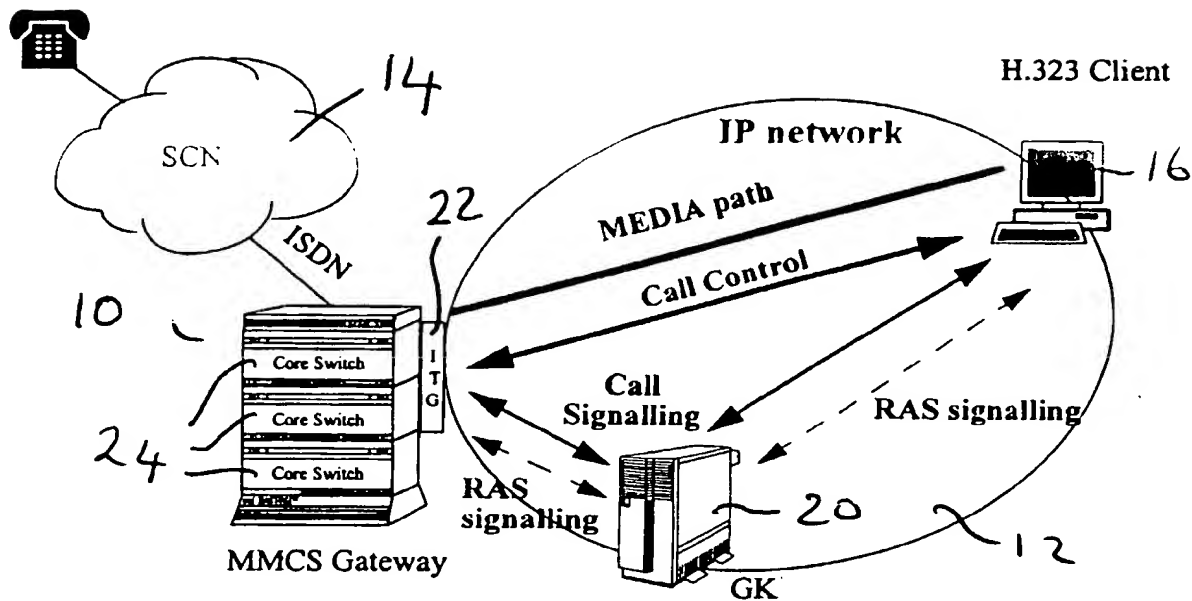 14
H.323 Client
SCN
IP network
16
22
MEDIA path
ISDN
Call Control
10
I
T
G
Core Switch
Call
Signalling
Core Switch
RAS signalling
24
Core Switch
RAS
signalling
20
12
MMCS Gateway
GK